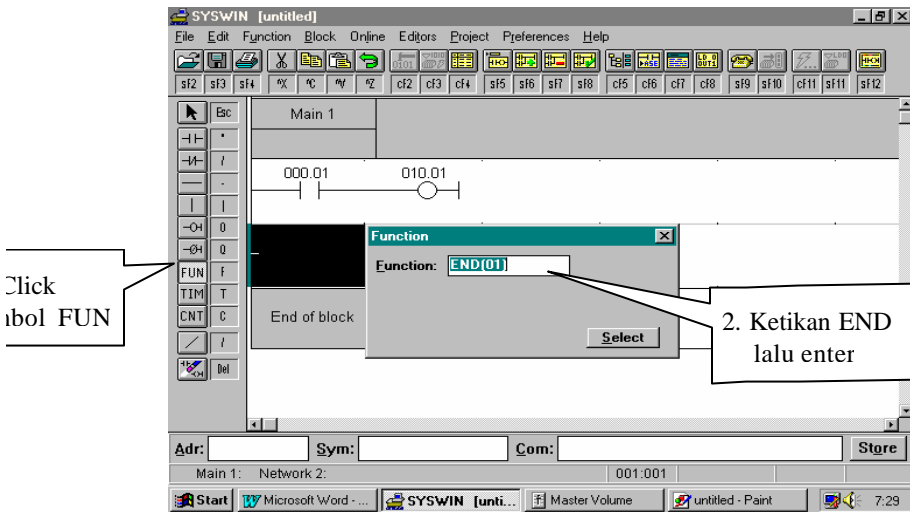 SYSWIN [untitled]
File Edit Function Block Online Editors Project Preferences Help
sf2 sf3 sf4 ^X ^C ^V ^Z cf2 cf3 cf4 sf5 sf6 sf7 sf8 cf5 cf6 cf7 cf8 sf9 sf10 cf11 sf11 sf12
Esc
Main 1
000.01 010.01
Function
Function: END(01)
Select
FUN F
TIM T
CNT C
Del
End of block
Click
FUN
2. Ketikan END
lalu enter
Adr: Sym: Com: Store
Main 1: Network 2: 001:001
Start Microsoft Word - ... SYSWIN [unti... Master Volume untitled - Paint 7:29